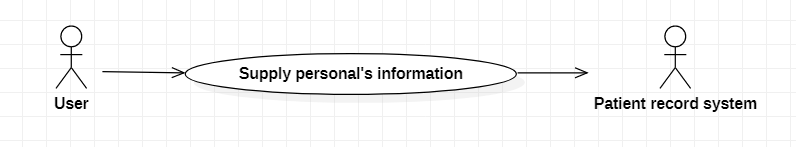 Supply personal's information
User
Patient record system